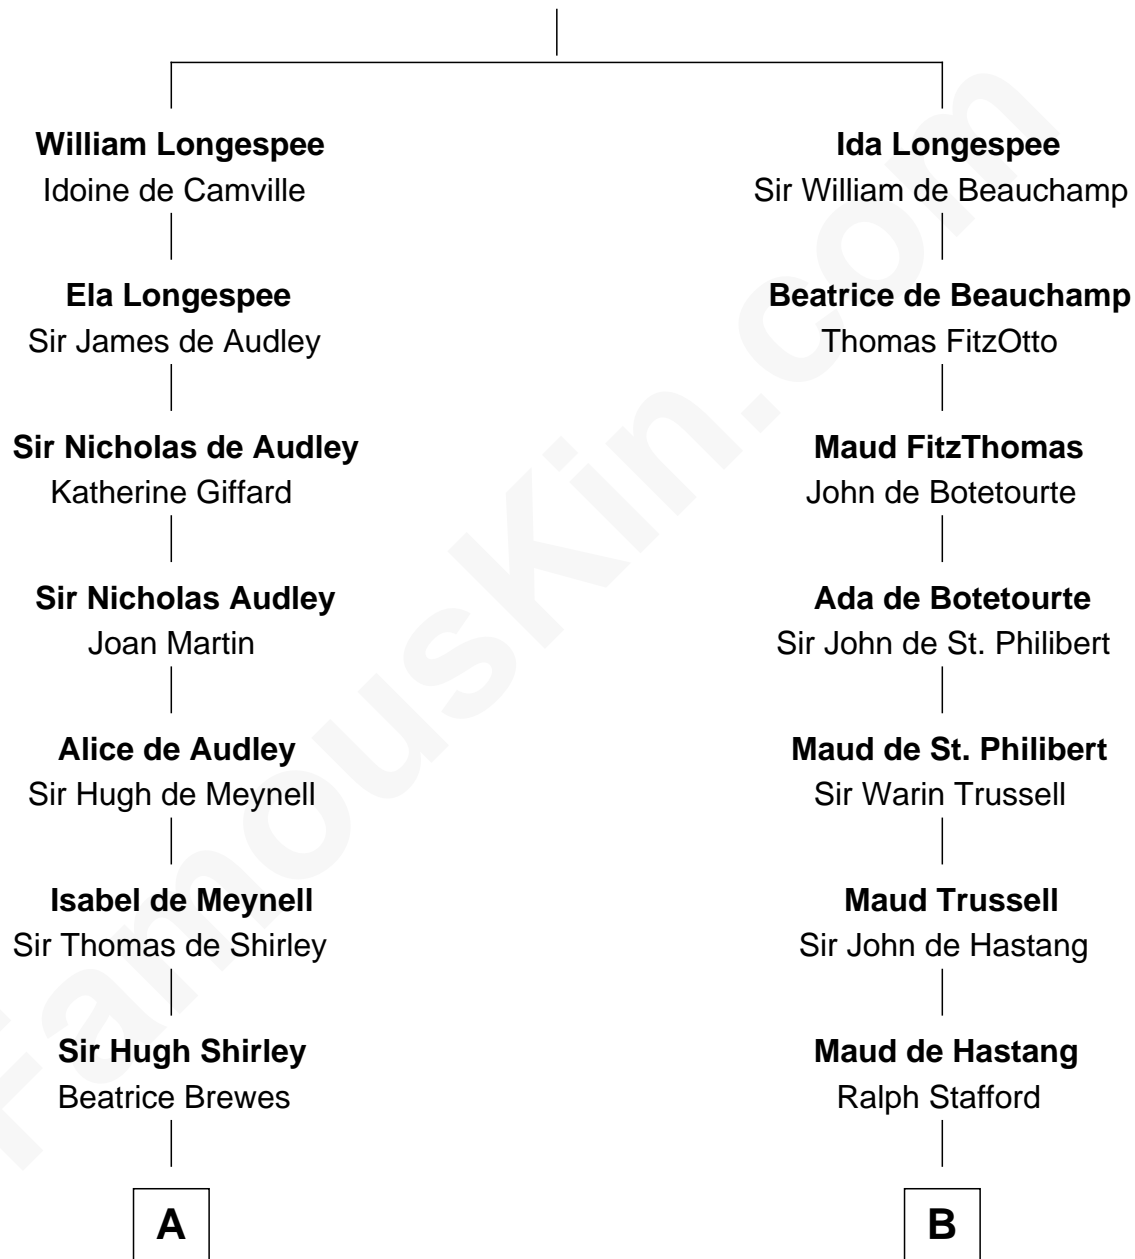 William Longespee
Idoine de Camville
Ela Longespee
Sir James de Audley
Sir Nicholas de Audley
Katherine Giffard
Sir Nicholas Audley
Joan Martin
Alice de Audley
Sir Hugh de Meynell
Isabel de Meynell
Sir Thomas de Shirley
Sir Hugh Shirley
Beatrice Brewes
A
Ida Longespee
Sir William de Beauchamp
Beatrice de Beauchamp
Thomas FitzOtto
Maud FitzThomas
John de Botetourte
Ada de Botetourte
Sir John de St. Philibert
Maud de St. Philibert
Sir Warin Trussell
Maud Trussell
Sir John de Hastang
Maud de Hastang
Ralph Stafford
B
FamousKin.com